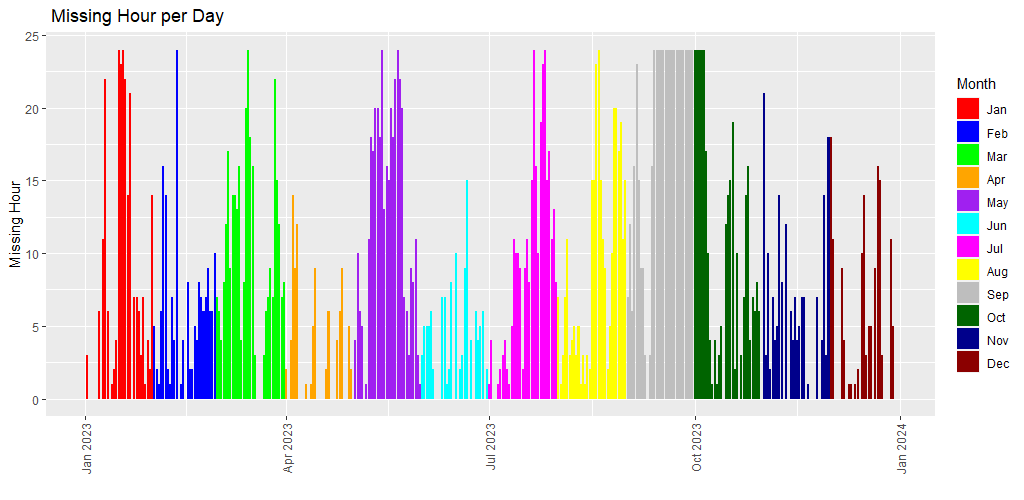 Missing Hour per Day
Missing Hour
25
20
15
10
5
0
Jan 2023
Apr 2023
Jul 2023
Oct 2023
Jan 2024
Month
Jan
Feb
Mar
Apr
May
Jun
Jul
Aug
Sep
Oct
Nov
Dec